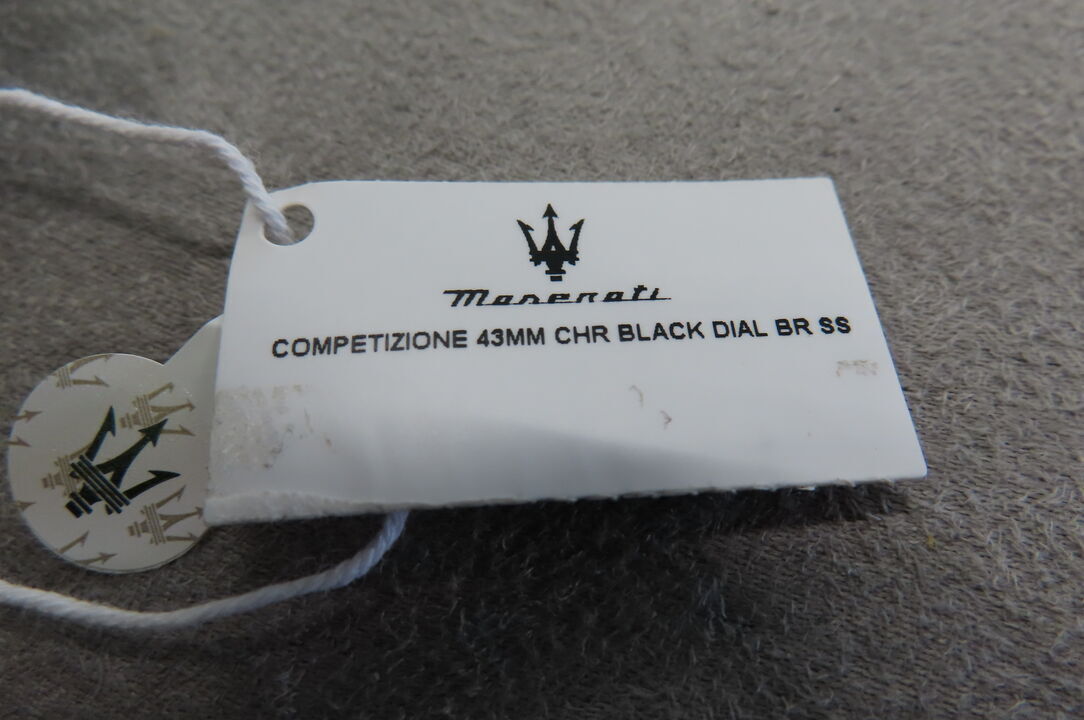 Maserati
COMPETIZIONE 43MM CHR BLACK DIAL BR SS